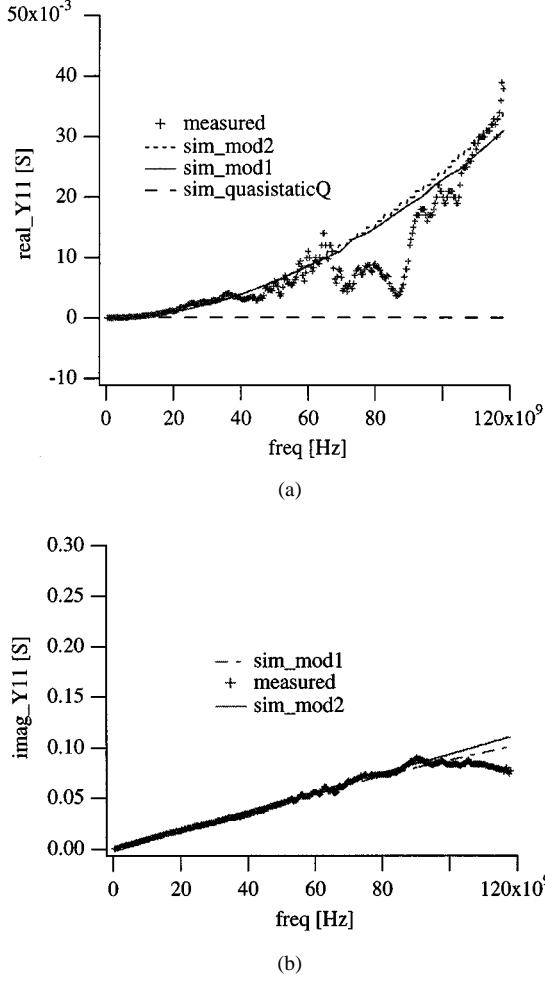 50x10-3
40
30
20
10
0
-10
real_Y11 [S]
measured
sim_mod2
sim_mod1
sim_quasistaticQ
0
20
40
60
80
120x10⁹
freq [Hz]
(a)
0.30
0.25
0.20
0.15
0.10
0.05
0.00
imag_Y11 [S]
sim_mod1
measured
sim_mod2
0
20
40
60
80
120x10⁹
freq [Hz]
(b)